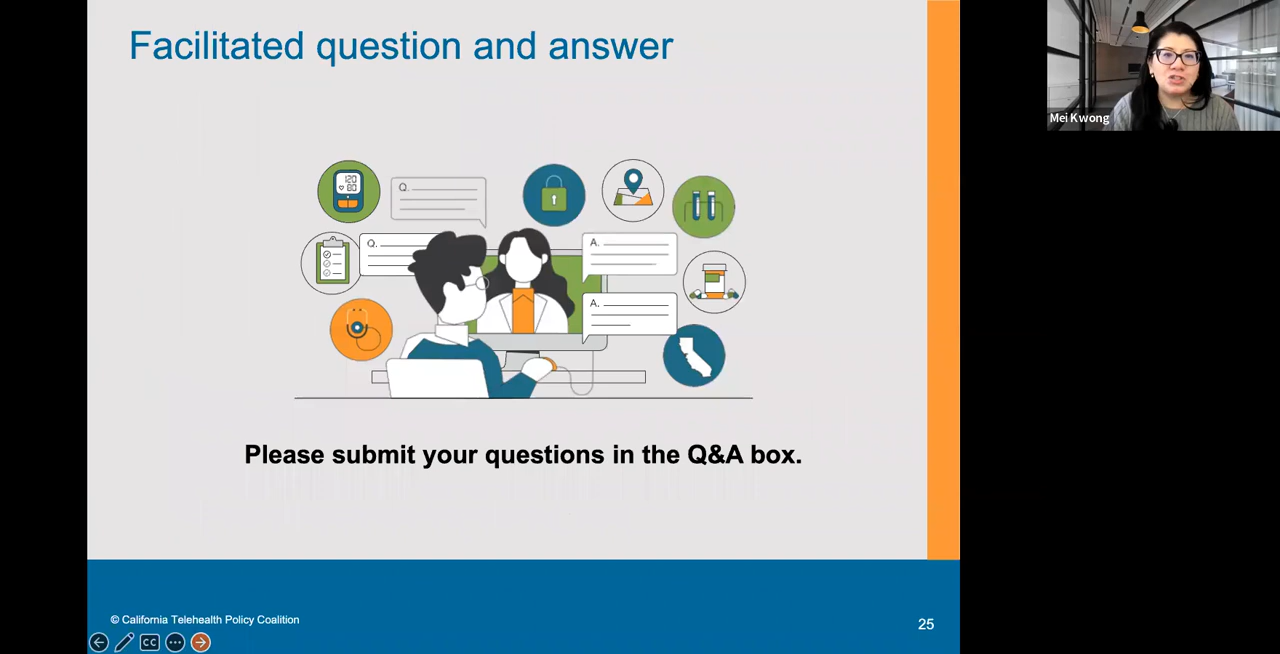 Facilitated question and answer
Mei Kwong
120
80
Q.
Q.
A.
A.
Please submit your questions in the Q&A box.
© California Telehealth Policy Coalition
25
CC